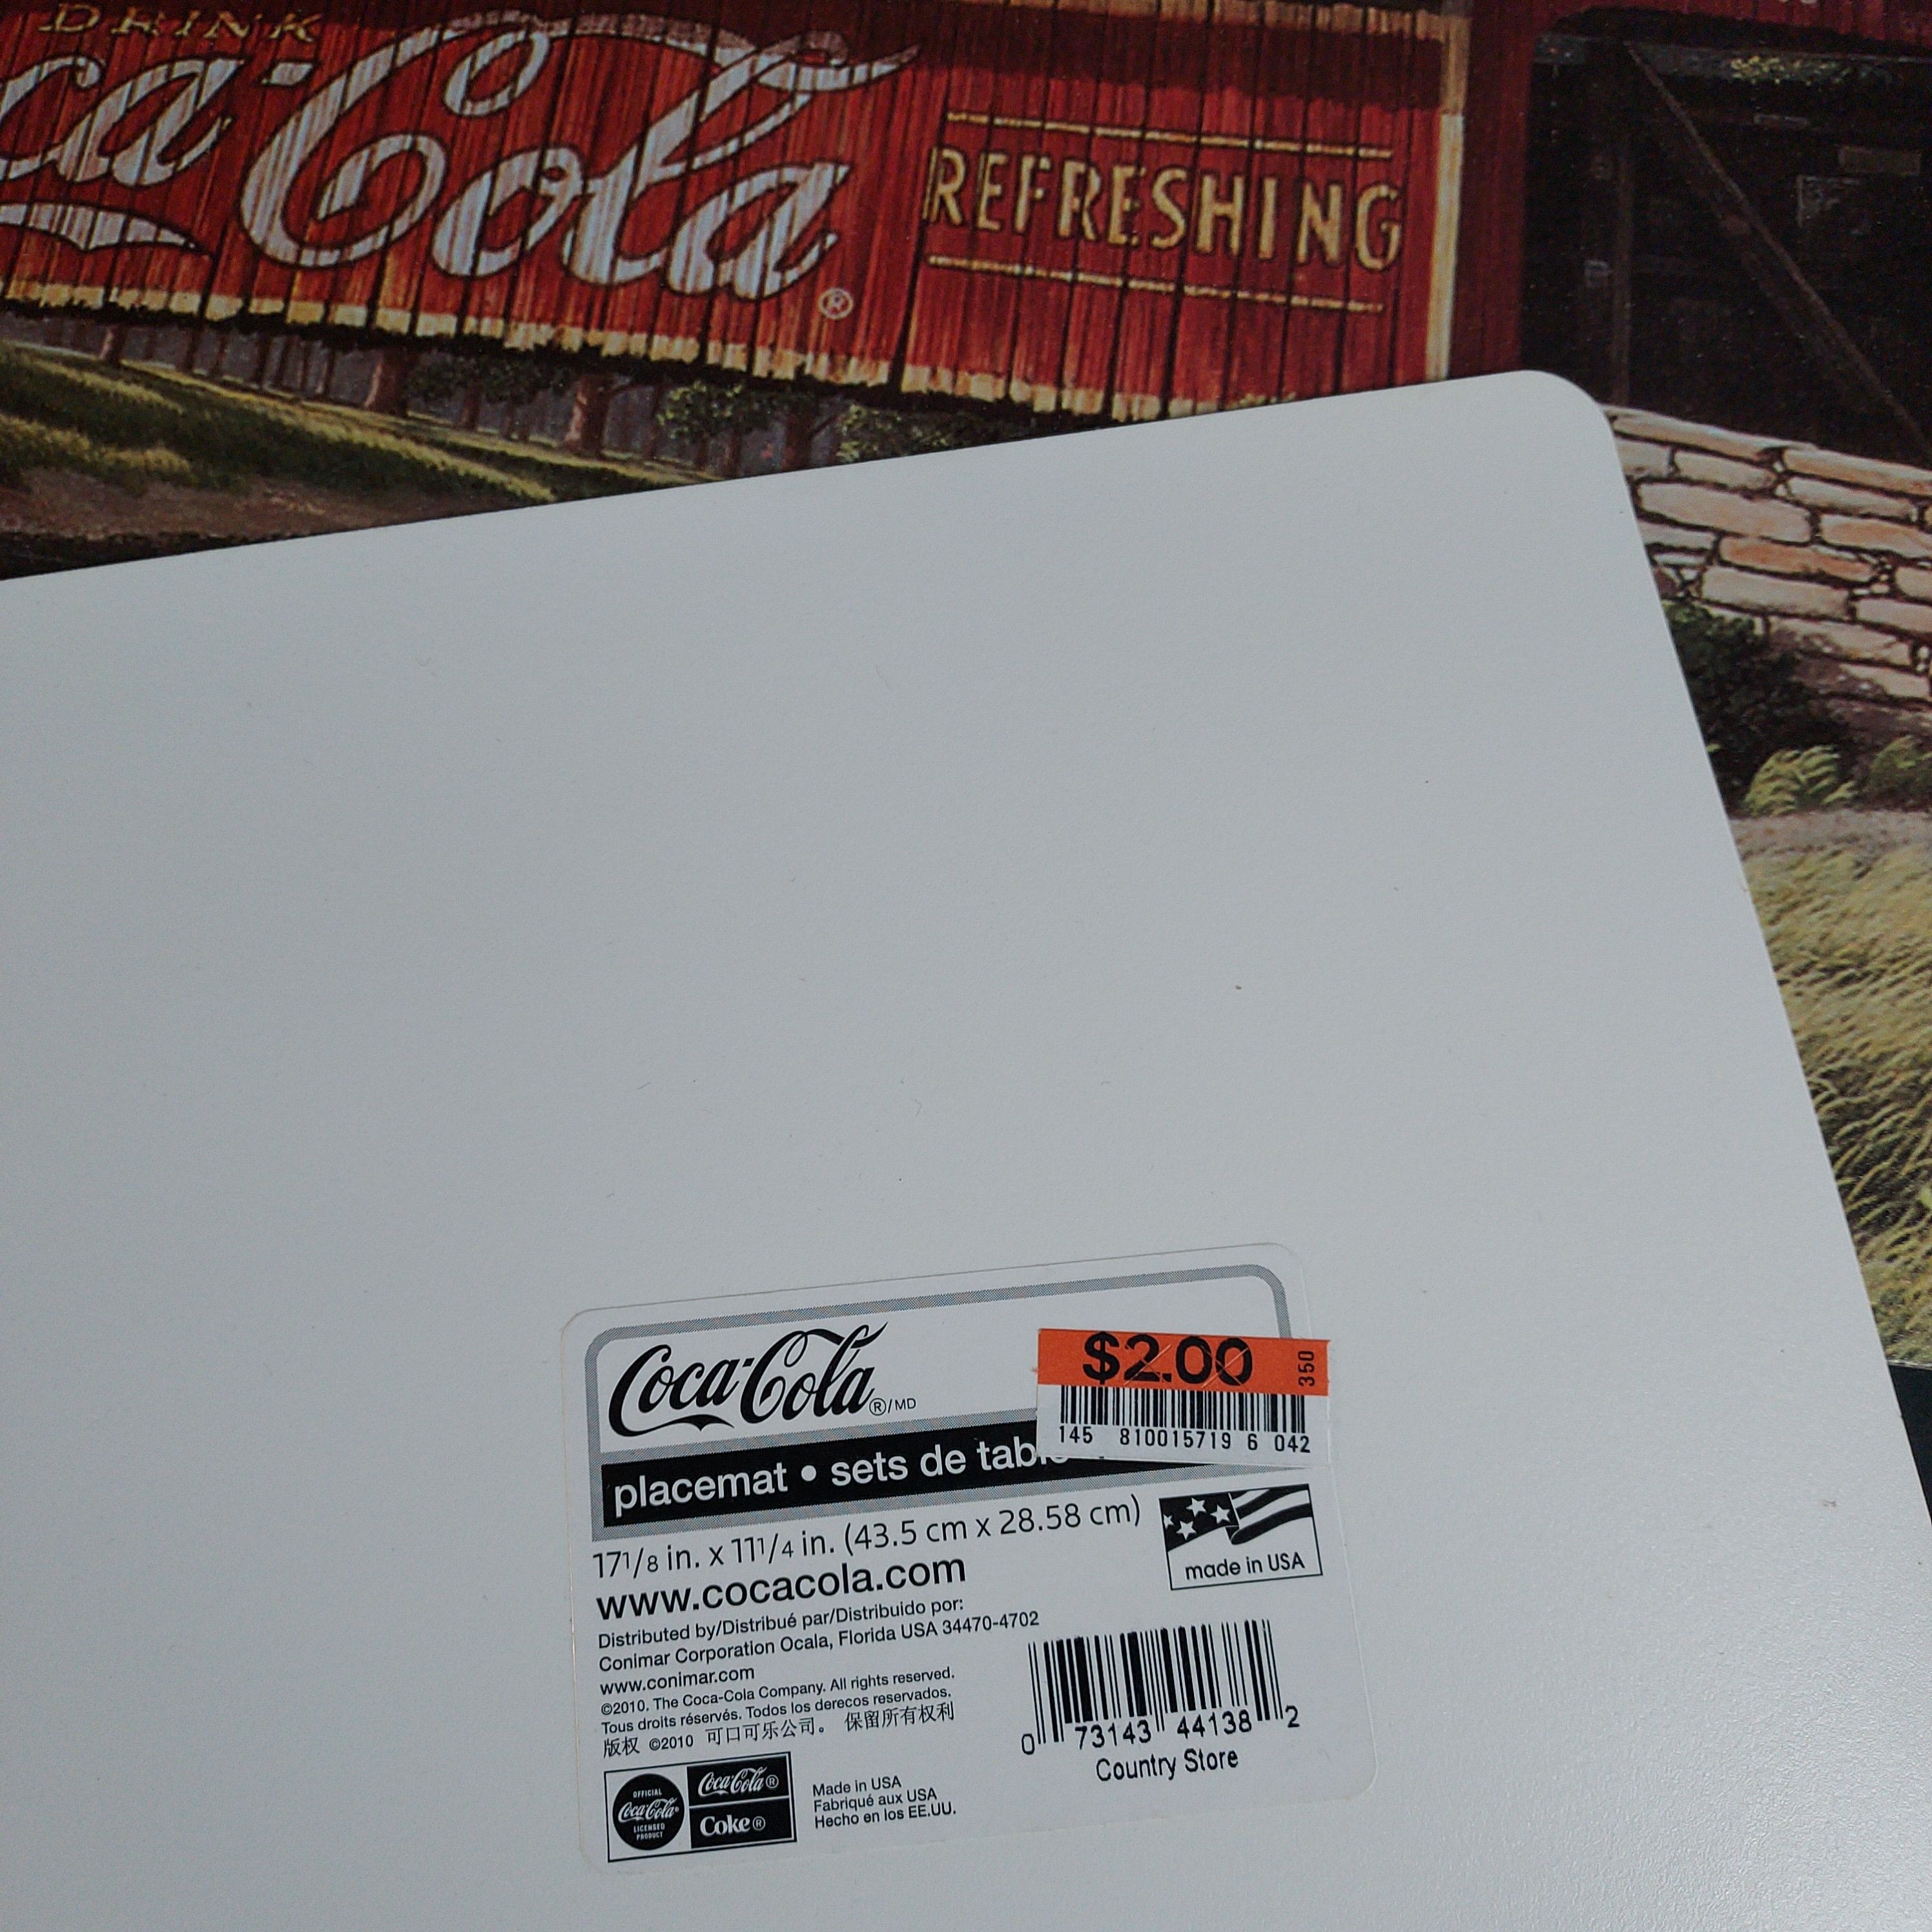 DRINK
ca-Cola®
REFRESHING
Coca-Cola®/MD
$2.00
350
145 810015719 6 042
placemat • sets de
17 1/8 in. x 11 1/4 in. (43.5 cm x 28.58 cm)
made in USA
www.cocacola.com
Distributed by/Distribué par/Distribuido por:
Conimar Corporation Ocala, Florida USA 34470-4702
www.conimar.com
©2010. The Coca-Cola Company. All rights reserved.
Tous droits réservés. Todos los derecos reservados.
版权 ©2010 可口可乐公司。 保留所有权利
0 73143 44138 2
Country Store
OFFICIAL
Coca-Cola®
LICENSED
PRODUCT
Coca-Cola®
Coke®
Made in USA
Fabriqué aux USA
Hecho en los EE.UU.